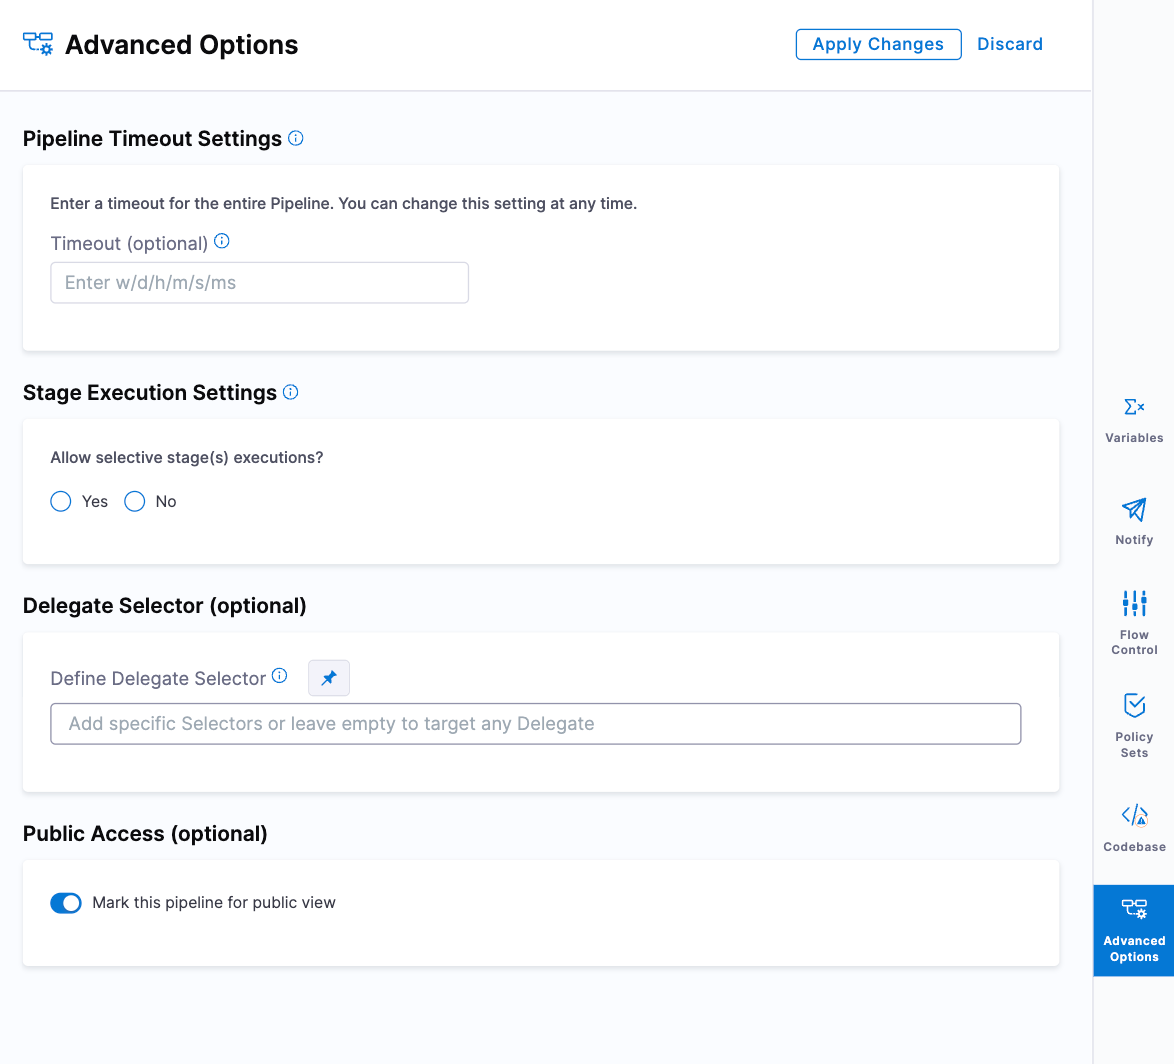 Advanced Options
Apply Changes
Discard
Pipeline Timeout Settings
Enter a timeout for the entire Pipeline. You can change this setting at any time.
Timeout (optional)
Enter w/d/h/m/s/ms
Stage Execution Settings
Allow selective stage(s) executions?
Yes
No
Delegate Selector (optional)
Define Delegate Selector
Add specific Selectors or leave empty to target any Delegate
Public Access (optional)
Mark this pipeline for public view
Variables
Notify
Flow
Control
Policy
Sets
Codebase
Advanced
Options